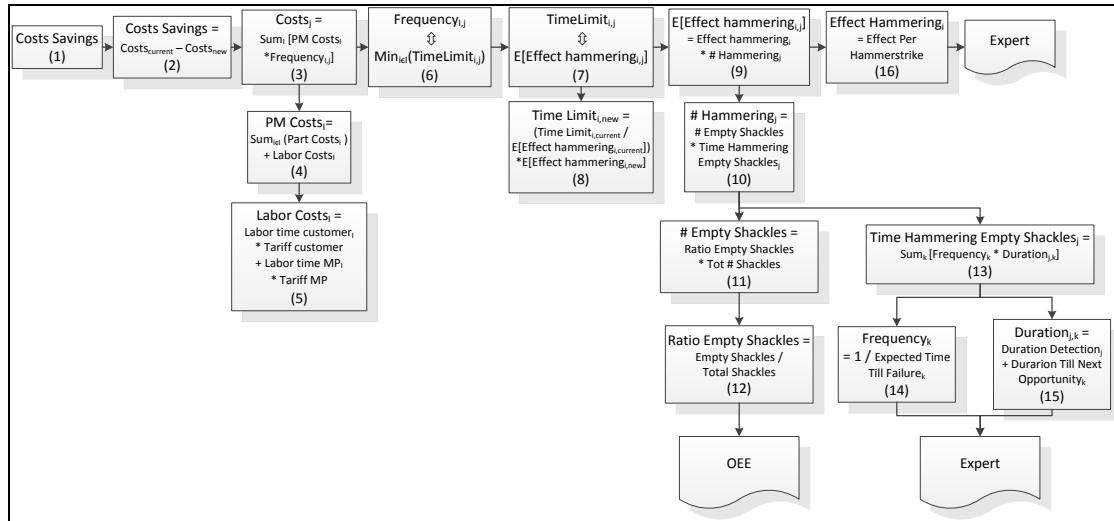 Costs Savings
(1)
Costs Savings =
Costs_current – Costs_new
(2)
Costs_j =
Sum_I [PM Costs_I
*Frequency_I,j]
(3)
Frequency_I,j
⇕
Min_iϵI(TimeLimit_i,j)
(6)
TimeLimit_i,j
⇕
E[Effect hammering_i,j]
(7)
E[Effect hammering_i,j]
= Effect hammering_i
* # Hammering_j
(9)
Effect Hammering_i
= Effect Per
Hammerstrike
(16)
Expert
PM Costs_I=
Sum_iϵI (Part Costs_i )
+ Labor Costs_I
(4)
Time Limit_i,new =
(Time Limit_i,current /
E[Effect hammering_i,current])
*E[Effect hammering_i,new]
(8)
# Hammering_j =
# Empty Shackles
* Time Hammering
Empty Shackles_j
(10)
Labor Costs_I =
Labor time customer_I
* Tariff customer
+ Labor time MP_I
* Tariff MP
(5)
# Empty Shackles =
Ratio Empty Shackles
* Tot # Shackles
(11)
Time Hammering Empty Shackles_j =
Sum_k [Frequency_k * Duration_j,k]
(13)
Ratio Empty Shackles =
Empty Shackles /
Total Shackles
(12)
Frequency_k
= 1 / Expected Time
Till Failure_k
(14)
Duration_j,k =
Duration Detection_j
+ Durarion Till Next
Opportunity_k
(15)
OEE
Expert